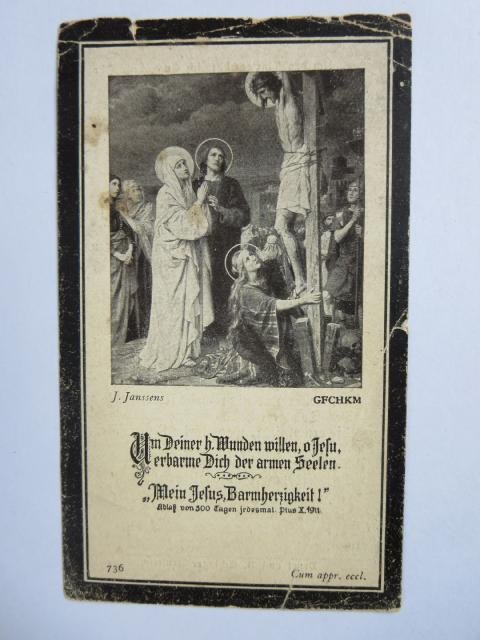 J. Janssens
GFCHKM
Um Deiner h. Wunden willen, o Jesu,
erbarme Dich der armen Seelen.
„Mein Jesus, Barmherzigkeit!"
Ablaß von 300 Tagen jedesmal. Pius X. 1911.
736
Cum appr. eccl.